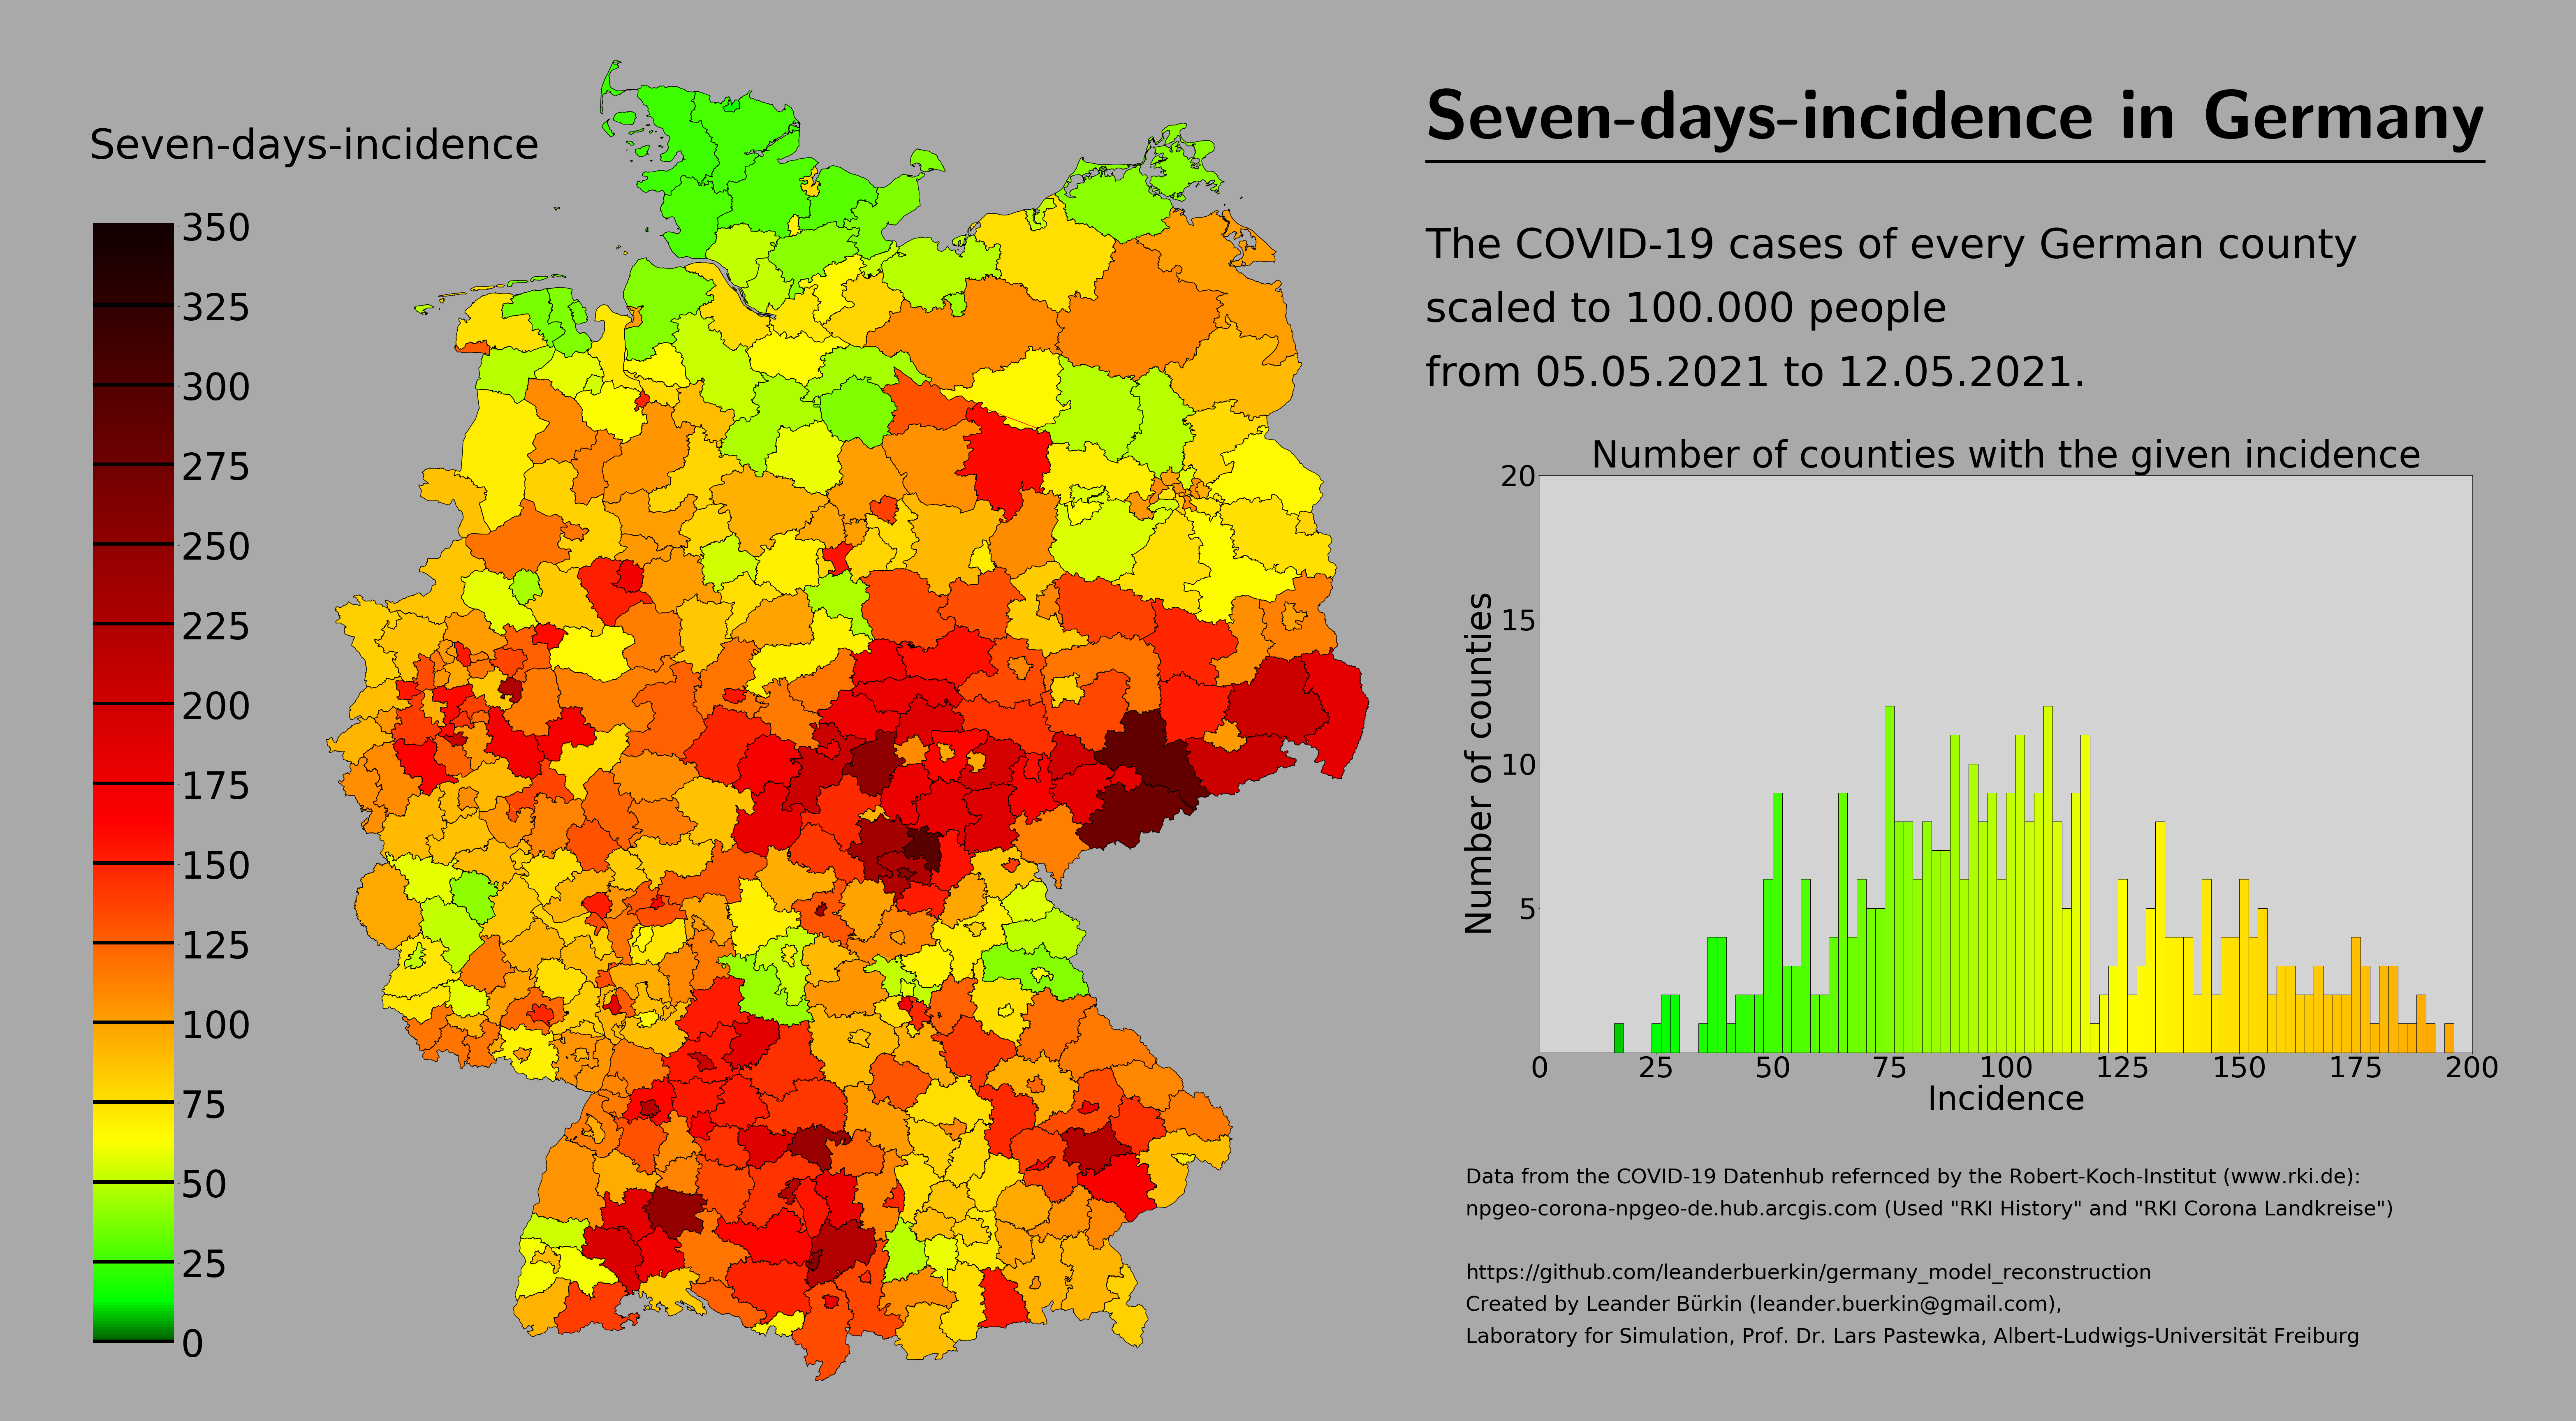 Seven-days-incidence
350
325
300
275
250
225
200
175
150
125
100
75
50
25
0
Seven-days-incidence in Germany
The COVID-19 cases of every German county
scaled to 100.000 people
from 05.05.2021 to 12.05.2021.
Number of counties with the given incidence
20
15
10
5
Number of counties
0 25 50 75 100 125 150 175 200
Incidence
Data from the COVID-19 Datenhub refernced by the Robert-Koch-Institut (www.rki.de):
npgeo-corona-npgeo-de.hub.arcgis.com (Used "RKI History" and "RKI Corona Landkreise")
https://github.com/leanderbuerkin/germany_model_reconstruction
Created by Leander Bürkin (leander.buerkin@gmail.com),
Laboratory for Simulation, Prof. Dr. Lars Pastewka, Albert-Ludwigs-Universität Freiburg